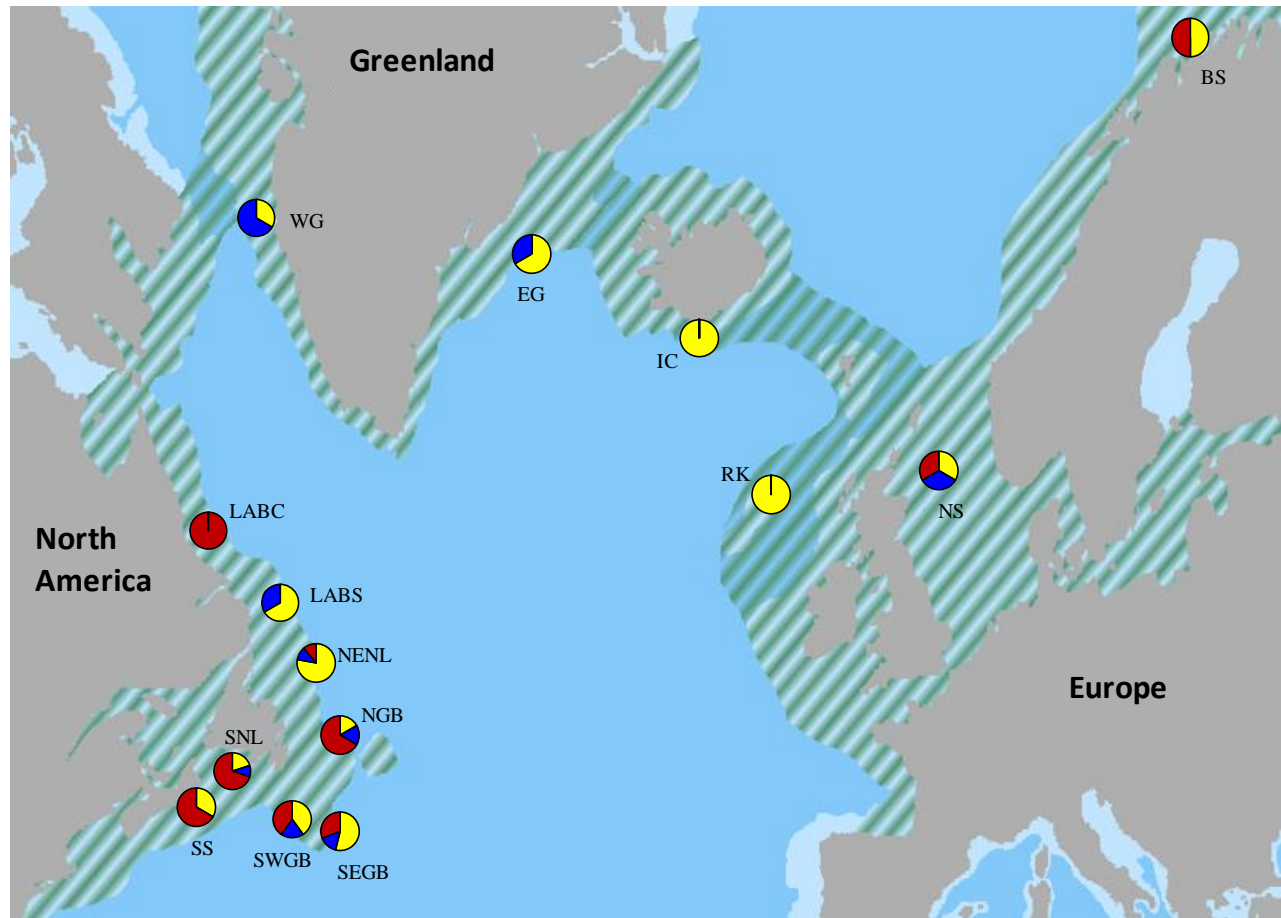 Greenland
BS
WG
EG
IC
RK
NS
LABC
North
America
LABS
NENL
Europe
NGB
SNL
SS
SWGB
SEGB